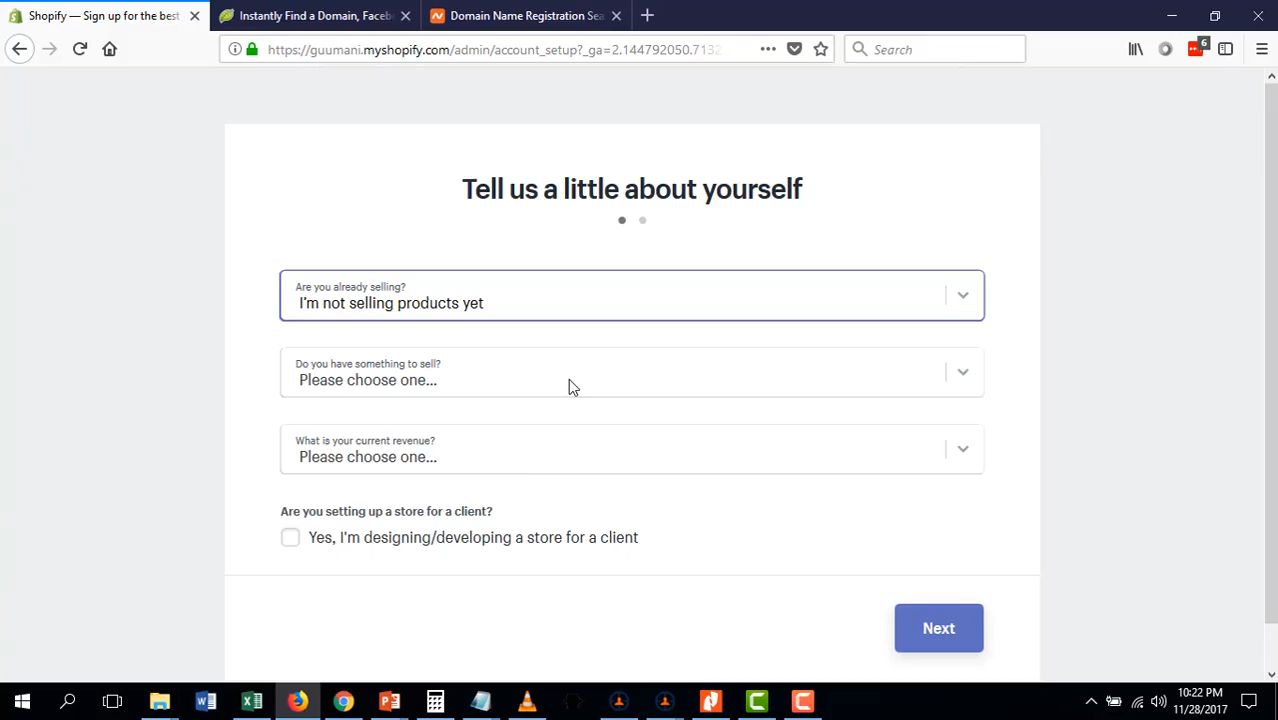 Shopify — Sign up for the best
Instantly Find a Domain, Faceb
Domain Name Registration Sea
https://guumani.myshopify.com/admin/account_setup?_ga=2.144792050.7132
Search
6
Tell us a little about yourself
Are you already selling?
I'm not selling products yet
Do you have something to sell?
Please choose one...
What is your current revenue?
Please choose one...
Are you setting up a store for a client?
Yes, I'm designing/developing a store for a client
Next
10:22 PM
11/28/2017